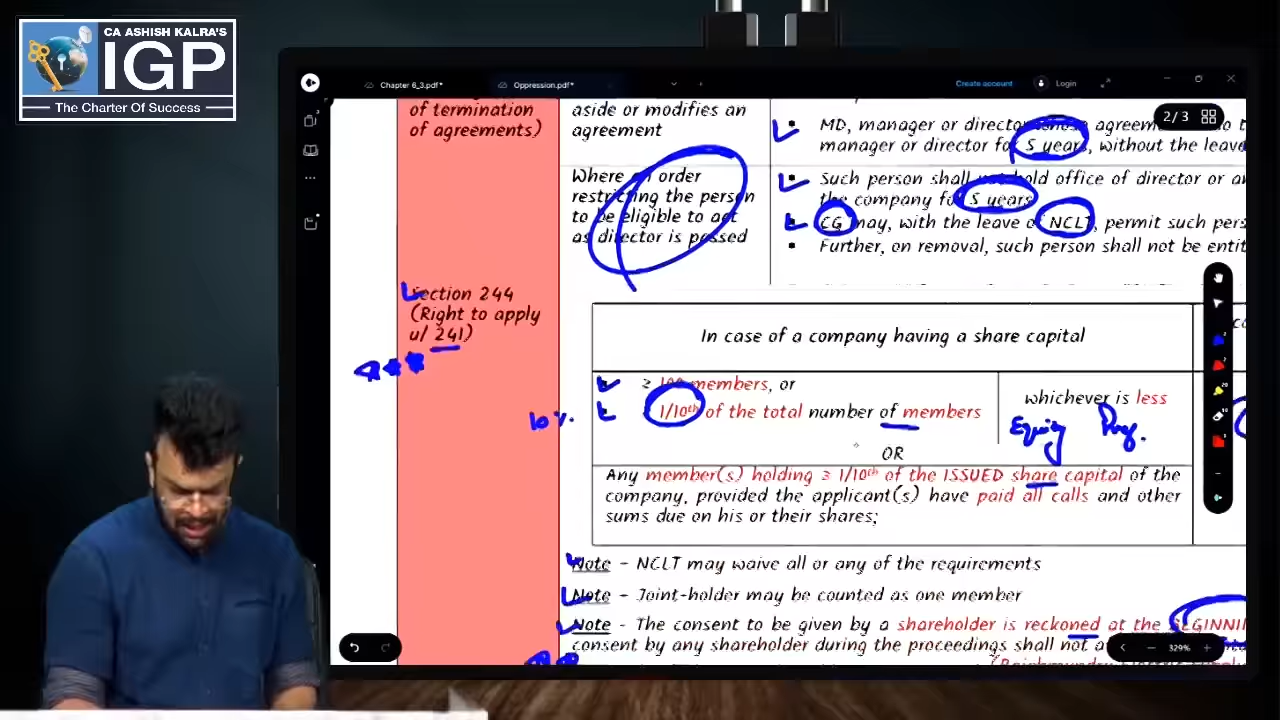 CA ASHISH KALRA'S
IGP
The Charter Of Success
Chapter 6_3.pdf*
Oppression.pdf*
Create account
Login
2/3
of termination
of agreements)
aside or modifies an
agreement
MD, manager or director
manager or director for 5 years, without the leave
Where an order
restricting the person
to be eligible to act
as director is passed
Such person shall not hold office of director or
the company for 5 years
CG may, with the leave of NCLT, permit such
Further, on removal, such person shall not be
Section 244
(Right to apply
u/ 241)
In case of a company having a share capital
≥ 100 members, or
1/10th of the total number of members
whichever is less
10%
Equity
OR
Any member(s) holding ≥ 1/10th of the ISSUED share capital of the
company, provided the applicant(s) have paid all calls and other
sums due on his or their shares;
Note - NCLT may waive all or any of the requirements
Note - Joint-holder may be counted as one member
Note - The consent to be given by a shareholder is reckoned at the
consent by any shareholder during the proceedings shall not
329%